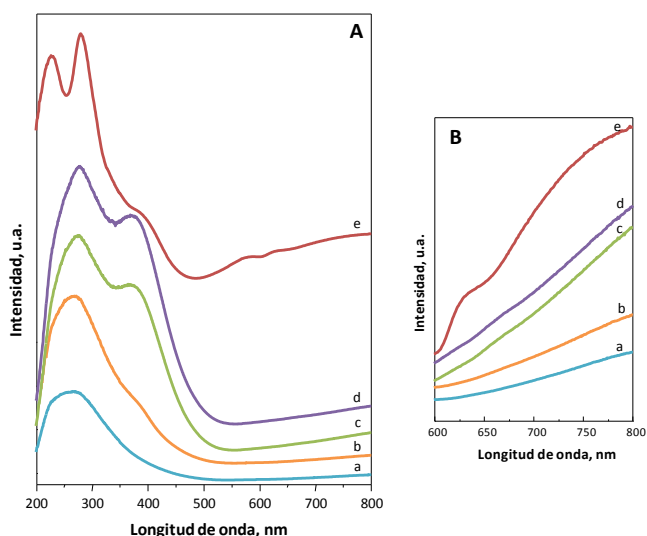 A
Intensidad, u.a.
e
d
c
b
a
200 300 400 500 600 700 800
Longitud de onda, nm
B
Intensidad, u.a.
e
d
c
b
a
600 650 700 750 800
Longitud de onda, nm